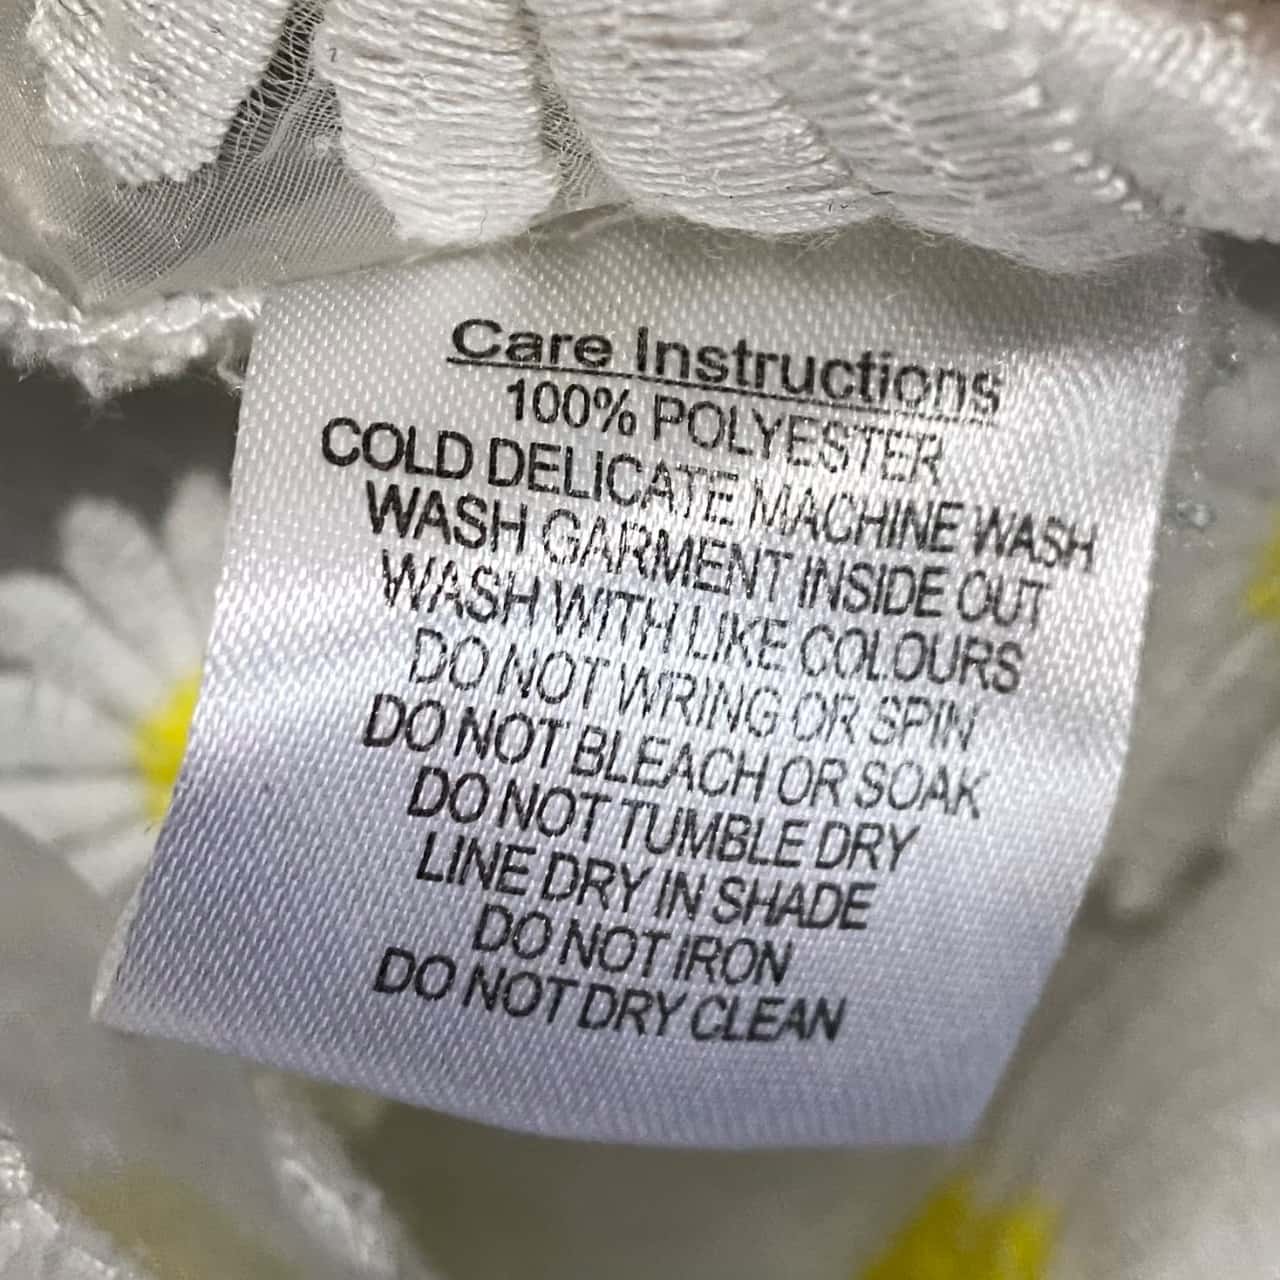 Care Instructions
100% POLYESTER
COLD DELICATE MACHINE WASH
WASH GARMENT INSIDE OUT
WASH WITH LIKE COLOURS
DO NOT WRING OR SPIN
DO NOT BLEACH OR SOAK
DO NOT TUMBLE DRY
LINE DRY IN SHADE
DO NOT IRON
DO NOT DRY CLEAN